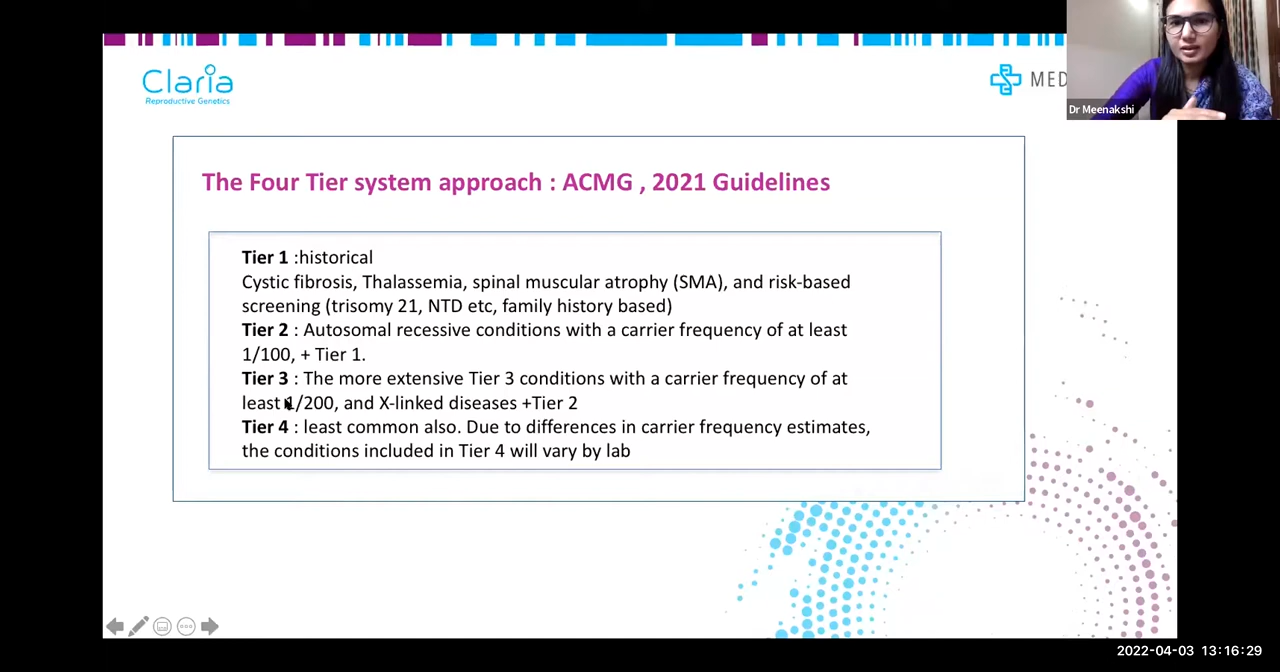 Claria
Reproductive Genetics
MED
Dr Meenakshi
The Four Tier system approach : ACMG , 2021 Guidelines
Tier 1 :historical
Cystic fibrosis, Thalassemia, spinal muscular atrophy (SMA), and risk-based
screening (trisomy 21, NTD etc, family history based)
Tier 2 : Autosomal recessive conditions with a carrier frequency of at least
1/100, + Tier 1.
Tier 3 : The more extensive Tier 3 conditions with a carrier frequency of at
least 1/200, and X-linked diseases +Tier 2
Tier 4 : least common also. Due to differences in carrier frequency estimates,
the conditions included in Tier 4 will vary by lab
2022-04-03 13:16:29